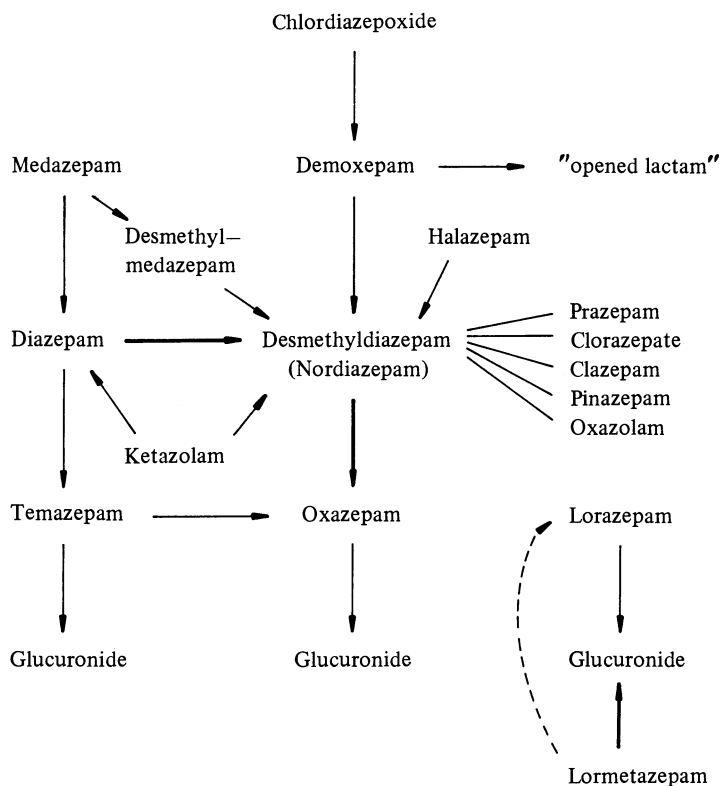 Chlordiazepoxide
Medazepam
Demoxepam
"opened lactam"
Desmethyl–
medazepam
Halazepam
Diazepam
Desmethyldiazepam
(Nordiazepam)
Prazepam
Clorazepate
Clazepam
Pinazepam
Oxazolam
Ketazolam
Temazepam
Oxazepam
Lorazepam
Glucuronide
Glucuronide
Glucuronide
Lormetazepam